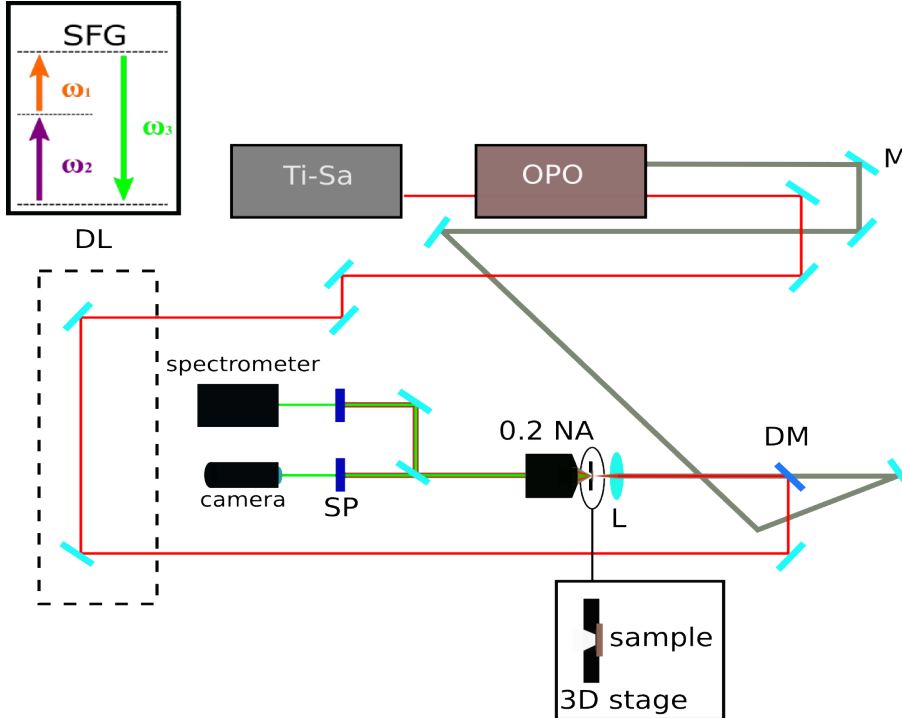 SFG
ω₁
ω₂
ω₃
Ti-Sa
OPO
M
DL
spectrometer
0.2 NA
DM
camera
SP
L
sample
3D stage